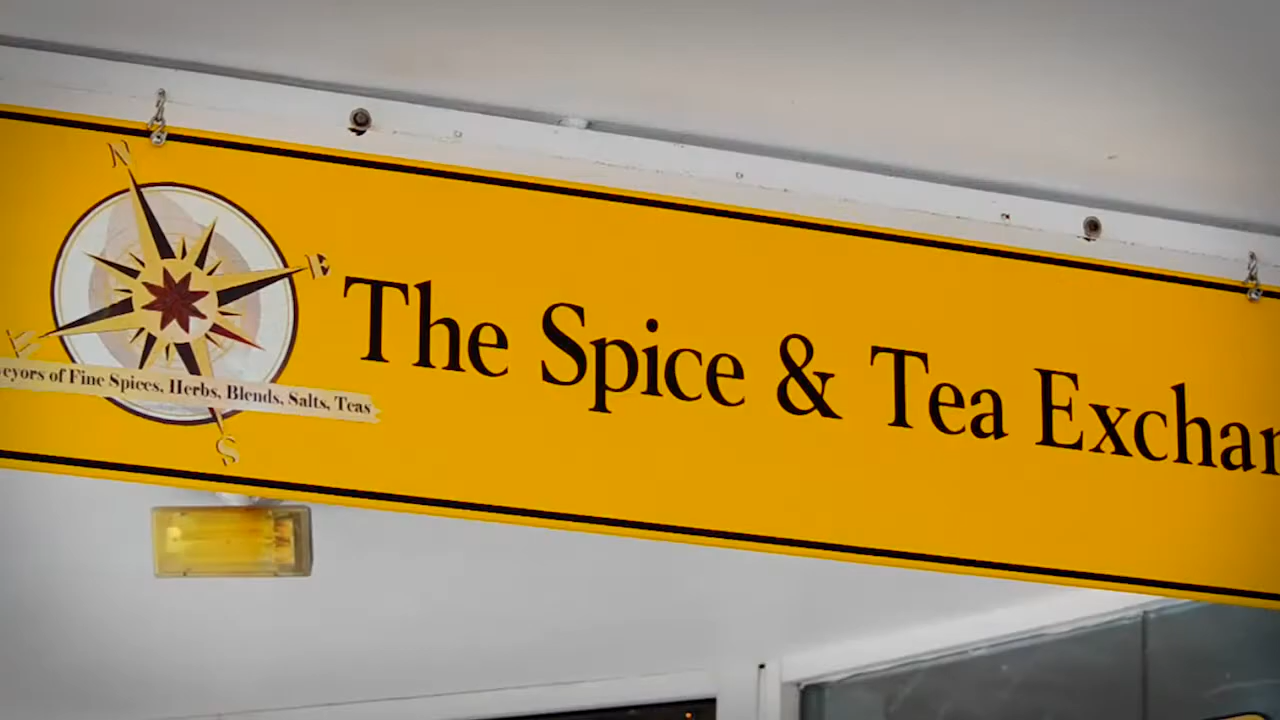 N
E
The Spice & Tea Exchan
eyors of Fine Spices, Herbs, Blends, Salts, Teas
S